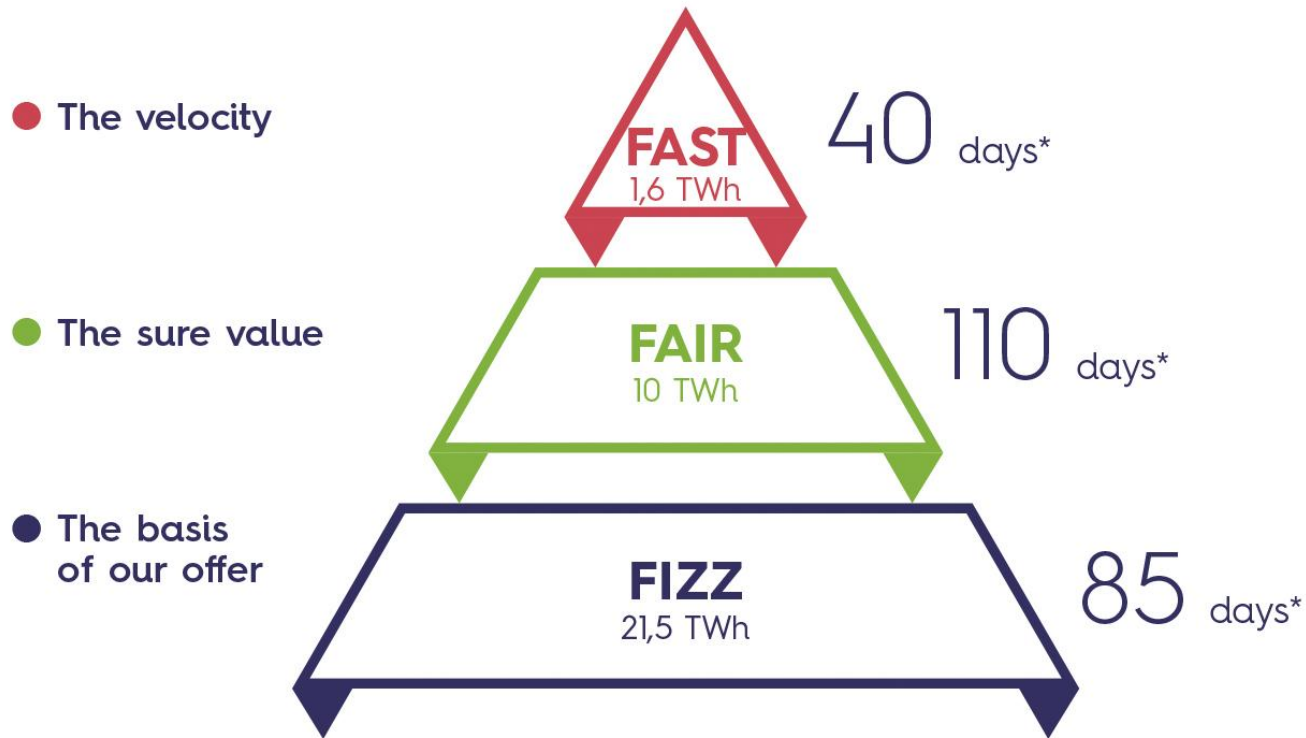 The velocity
FAST
1,6 TWh
40 days*
The sure value
FAIR
10 TWh
110 days*
The basis
of our offer
FIZZ
21,5 TWh
85 days*